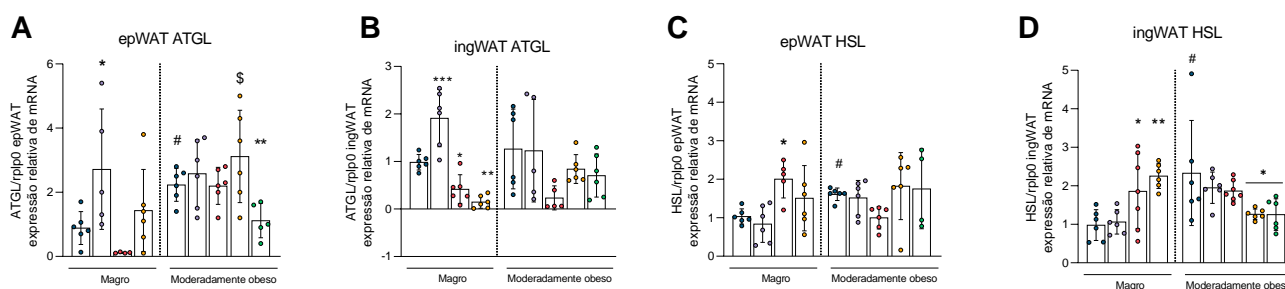 A
epWAT ATGL
ATGL/rplp0 epWAT
expressão relativa de mRNA
6
4
2
0
*
#
$
**
Magro
Moderadamente obeso
B
ingWAT ATGL
ATGL/rplp0 ingWAT
expressão relativa de mRNA
3
2
1
0
-1
***
*
**
Magro
Moderadamente obeso
C
epWAT HSL
HSL/rplp0 epWAT
expressão relativa de mRNA
4
3
2
1
0
*
#
Magro
Moderadamente obeso
D
ingWAT HSL
HSL/rplp0 ingWAT
expressão relativa de mRNA
5
4
3
2
1
0
*
**
#
*
Magro
Moderadamente obeso